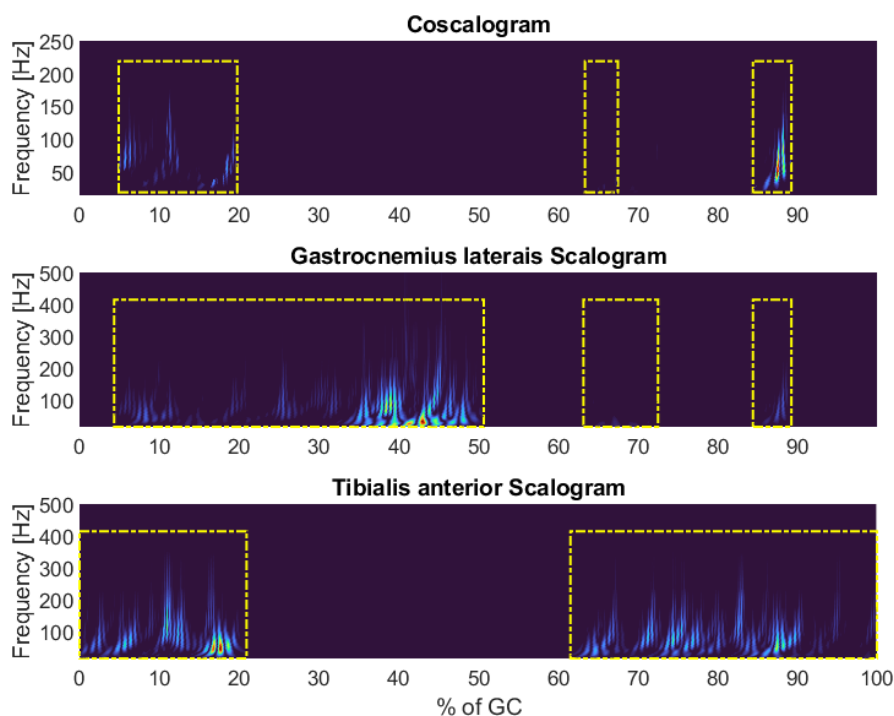 Coscalogram
Frequency [Hz]
250
200
150
100
50
0 10 20 30 40 50 60 70 80 90
Gastrocnemius laterais Scalogram
Frequency [Hz]
500
400
300
200
100
0 10 20 30 40 50 60 70 80 90
Tibialis anterior Scalogram
Frequency [Hz]
500
400
300
200
100
0 10 20 30 40 50 60 70 80 90 100
% of GC